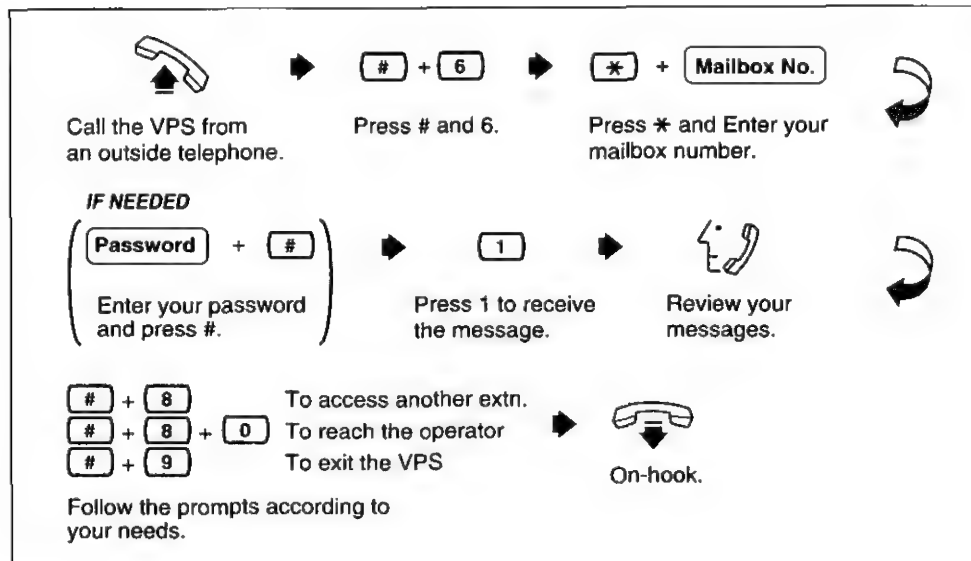 # + 6
* + Mailbox No.
Call the VPS from
an outside telephone.
Press # and 6.
Press * and Enter your
mailbox number.
IF NEEDED
Password + #
Enter your password
and press #.
1
Press 1 to receive
the message.
Review your
messages.
# + 8 To access another extn.
# + 8 + 0 To reach the operator
# + 9 To exit the VPS
On-hook.
Follow the prompts according to
your needs.